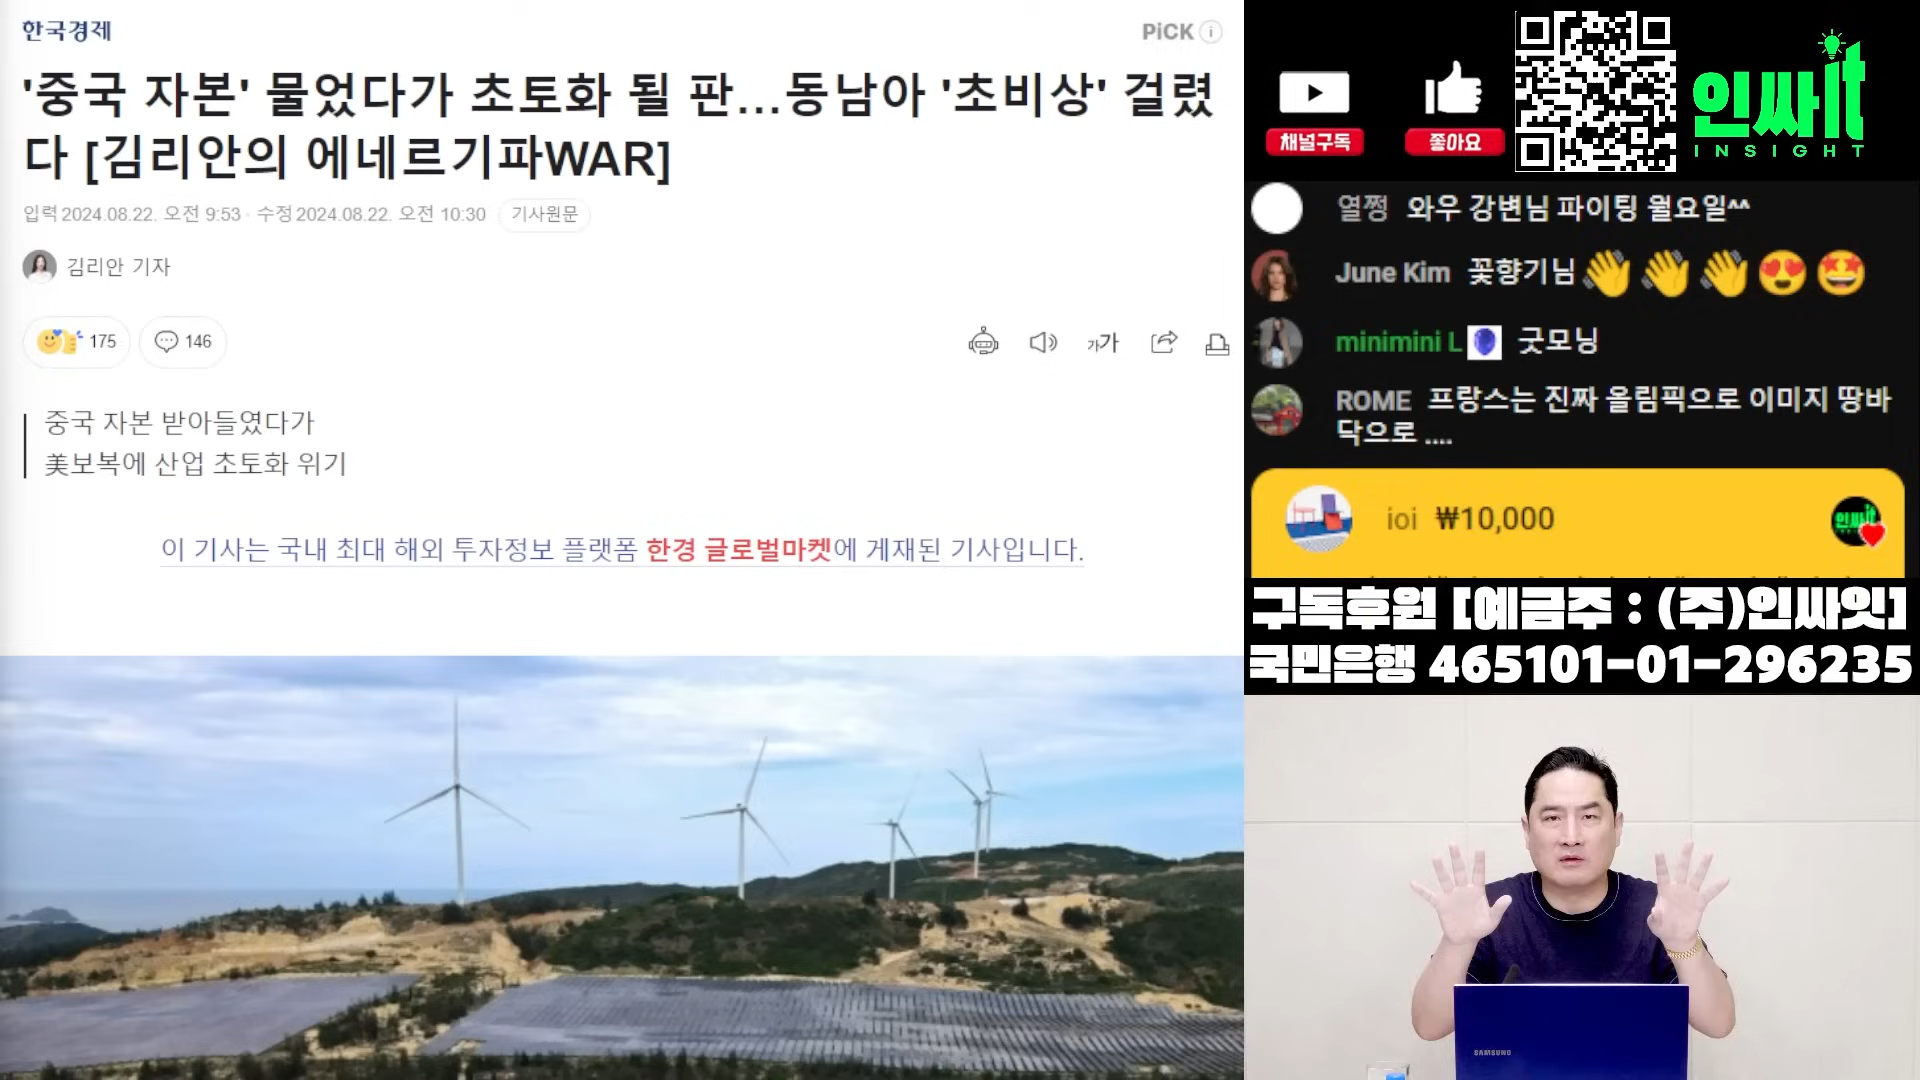 한국경제
PiCK
'중국 자본' 물었다가 초토화 될 판…동남아 '초비상' 걸렸
다 [김리안의 에네르기파WAR]
입력 2024.08.22. 오전 9:53 · 수정 2024.08.22. 오전 10:30 기사원문
김리안 기자
175 146
가가
중국 자본 받아들였다가
美보복에 산업 초토화 위기
이 기사는 국내 최대 해외 투자정보 플랫폼 한경 글로벌마켓에 게재된 기사입니다.
채널구독
좋아요
인싸it
INSIGHT
열쩡 와우 강변님 파이팅 월요일^^
June Kim 꽃향기님👋👋👋😍🤩
minimini L 굿모닝
ROME 프랑스는 진짜 올림픽으로 이미지 땅바
닥으로 ....
ioi ₩10,000
인싸it
구독후원 [예금주 : (주)인싸잇]
국민은행 465101-01-296235
SAMSUNG